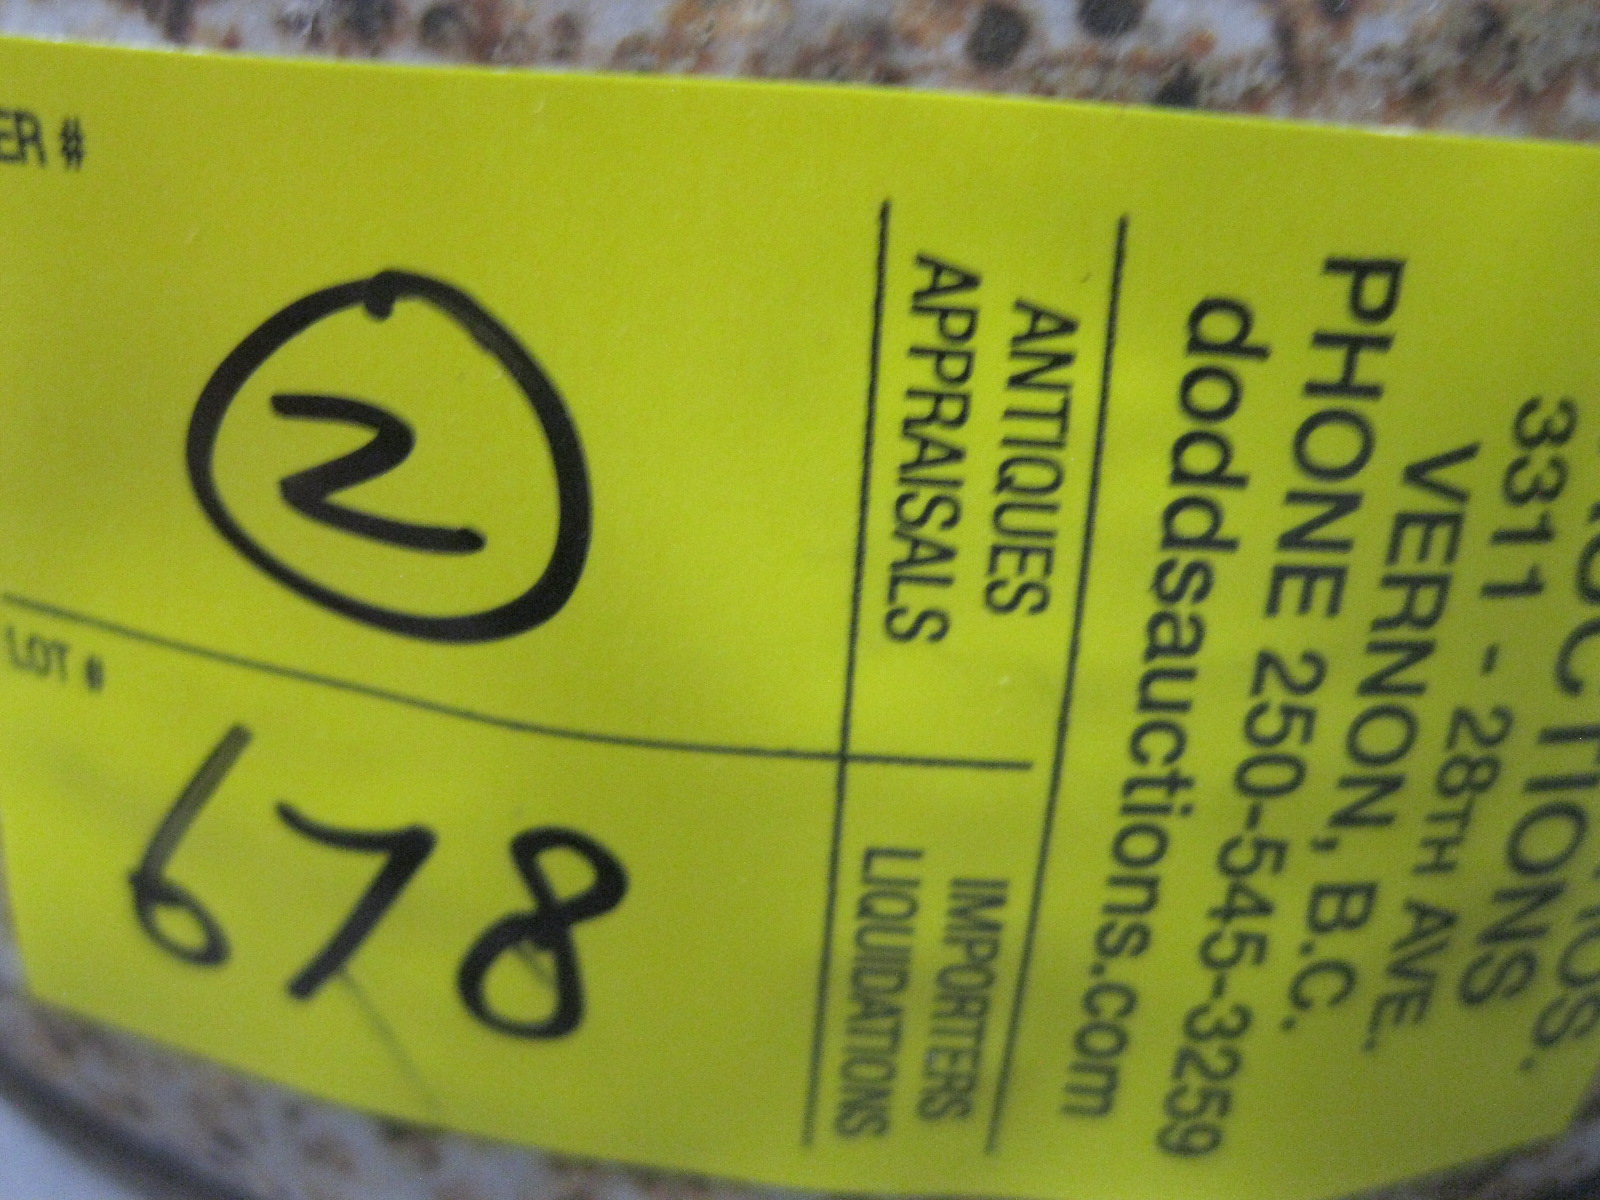 3311 - 28TH AVE.
VERNON, B.C.
PHONE 250-545-3259
doddsauctions.com
ANTIQUES
APPRAISALS
IMPORTERS
LIQUIDATIONS
ER #
2
LOT #
678